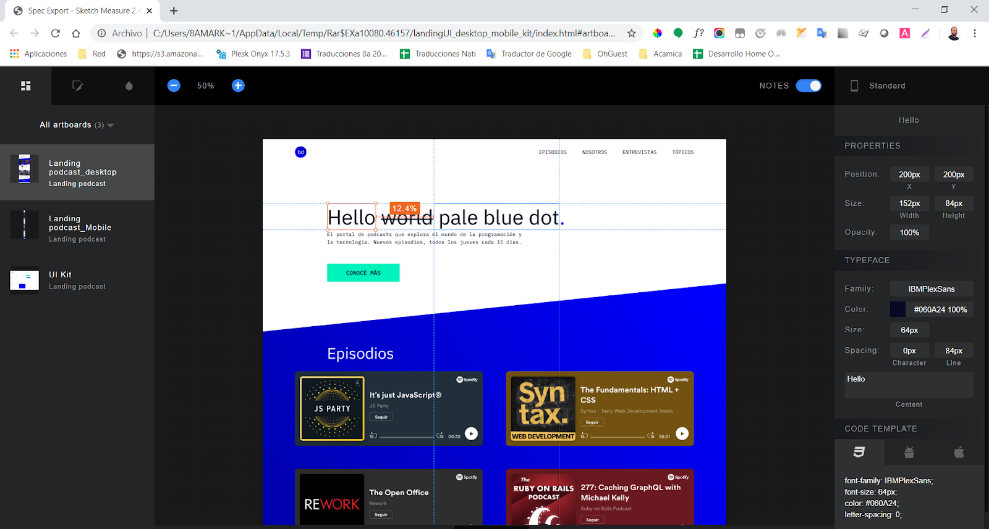 Spec Export - Sketch Measure 2.4
Archivo
C:/Users/8AMARK~1/AppData/Local/Temp/Rar$EXa10080.46157/landingUI_desktop_mobile_kit/index.html#artboa...
Aplicaciones
Red
https://s3.amazona...
Plesk Onyx 17.5.3
Traducciones 8a 20...
Traducciones Nati
Traductor de Google
OhGuest
Acamica
Desarrollo Home O...
50%
NOTES
Standard
All artboards (3)
Landing
podcast_desktop
Landing podcast
Landing
podcast_Mobile
Landing podcast
UI Kit
Landing podcast
bd
EPISODIOS
NOSOTROS
ENTREVISTAS
TÓPICOS
12.4%
Hello world pale blue dot.
El portal de podcasts que explora el mundo de la programación y
la tecnología. Nuevos episodios, todos los jueves cada 15 días.
CONOCÉ MÁS
Episodios
JS PARTY
It's just JavaScript®
JS Party
Seguir
Spotify
Syn
tax.
WEB DEVELOPMENT
The Fundamentals: HTML +
CSS
Syntax - Tasty Web Development Treats
Seguir
Spotify
REWORK
The Open Office
Rework
Seguir
Spotify
The
RUBY ON RAILS
PODCAST
277: Caching GraphQL with
Michael Kelly
Ruby on Rails Podcast
Seguir
Spotify
Hello
PROPERTIES
Position:
200px
200px
X
Y
Size:
152px
84px
Width
Height
Opacity:
100%
TYPEFACE
Family:
IBMPlexSans
Color:
#060A24 100%
Size:
64px
Spacing:
0px
84px
Character
Line
Hello
Content
CODE TEMPLATE
font-family: IBMPlexSans;
font-size: 64px;
color: #060A24;
letter-spacing: 0;